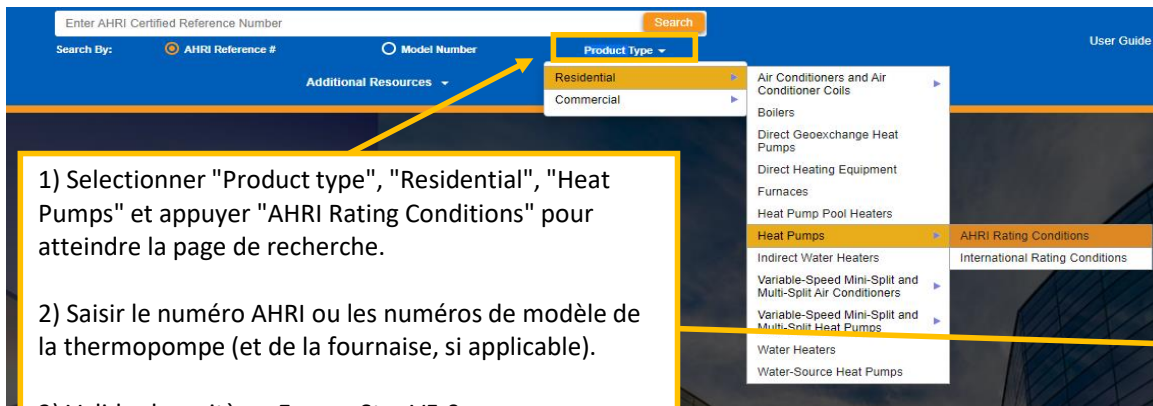 Enter AHRI Certified Reference Number
Search
Search By:
AHRI Reference #
Model Number
Product Type
User Guide
Additional Resources
Residential
Commercial
Air Conditioners and Air
Conditioner Coils
Boilers
Direct Geoexchange Heat
Pumps
Direct Heating Equipment
Furnaces
Heat Pump Pool Heaters
Heat Pumps
AHRI Rating Conditions
Indirect Water Heaters
International Rating Conditions
Variable-Speed Mini-Split and
Multi-Split Air Conditioners
Variable-Speed Mini-Split and
Multi-Split Heat Pumps
Water Heaters
Water-Source Heat Pumps
1) Selectionner "Product type", "Residential", "Heat
Pumps" et appuyer "AHRI Rating Conditions" pour
atteindre la page de recherche.
2) Saisir le numéro AHRI ou les numéros de modèle de
la thermopompe (et de la fournaise, si applicable).